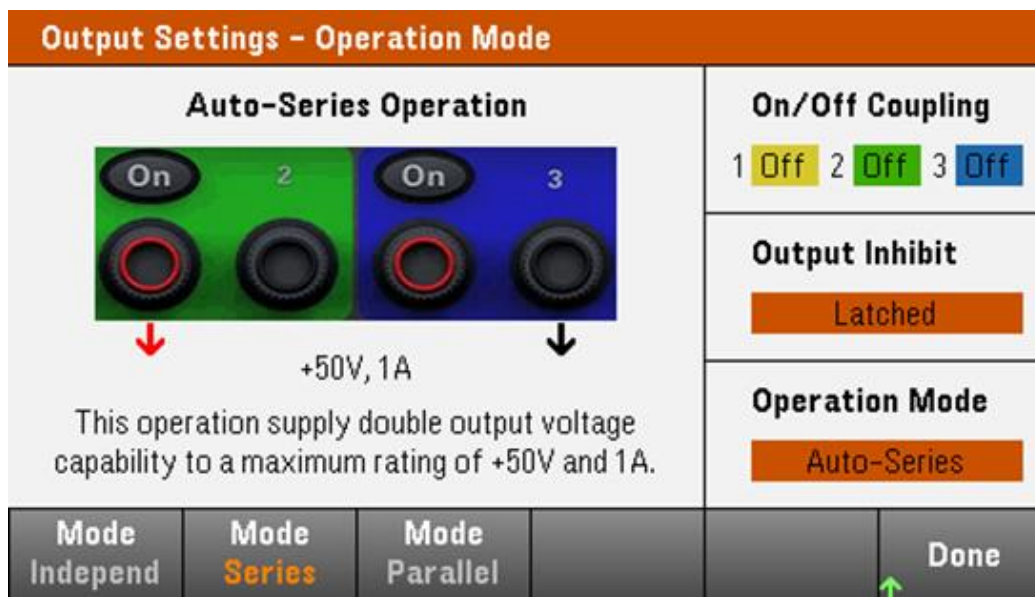 Output Settings - Operation Mode
Auto-Series Operation
On 2 On 3
+50V, 1A
This operation supply double output voltage
capability to a maximum rating of +50V and 1A.
On/Off Coupling
1 Off 2 Off 3 Off
Output Inhibit
Latched
Operation Mode
Auto-Series
Mode
Independ
Mode
Series
Mode
Parallel
Done